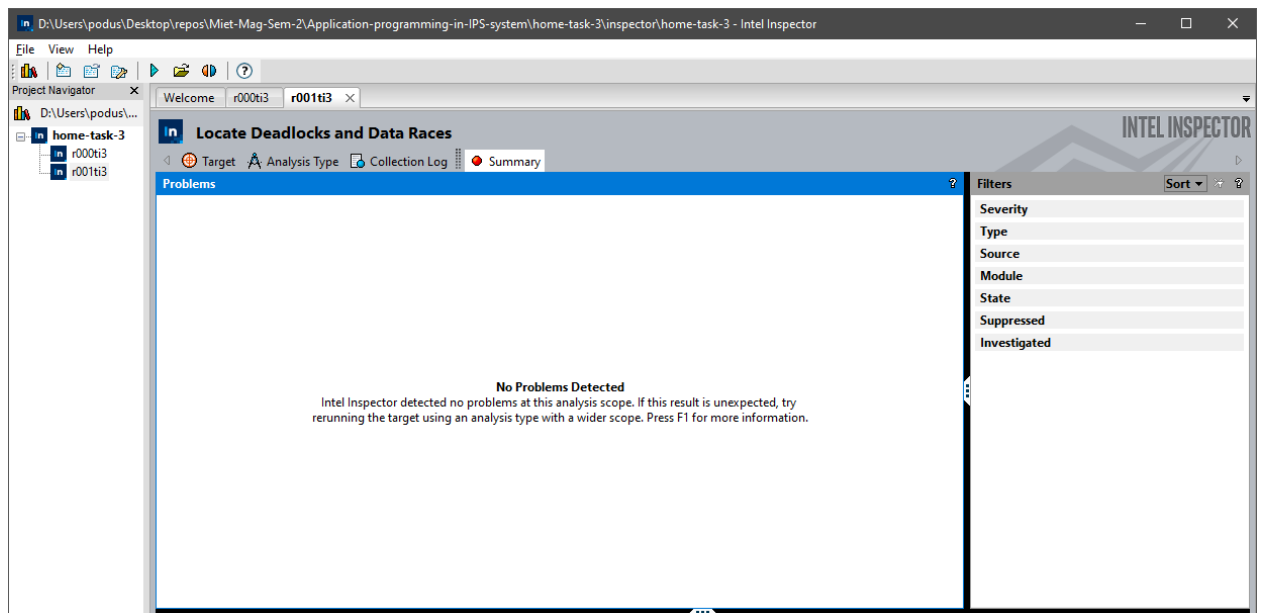 D:\Users\podus\Desktop\repos\Miet-Mag-Sem-2\Application-programming-in-IPS-system\home-task-3\inspector\home-task-3 - Intel Inspector
File View Help
Project Navigator
Welcome r000ti3 r001ti3
D:\Users\podus\...
home-task-3
r000ti3
r001ti3
Locate Deadlocks and Data Races
INTEL INSPECTOR
Target Analysis Type Collection Log Summary
Problems ?
No Problems Detected
Intel Inspector detected no problems at this analysis scope. If this result is unexpected, try
rerunning the target using an analysis type with a wider scope. Press F1 for more information.
Filters Sort ?
Severity
Type
Source
Module
State
Suppressed
Investigated